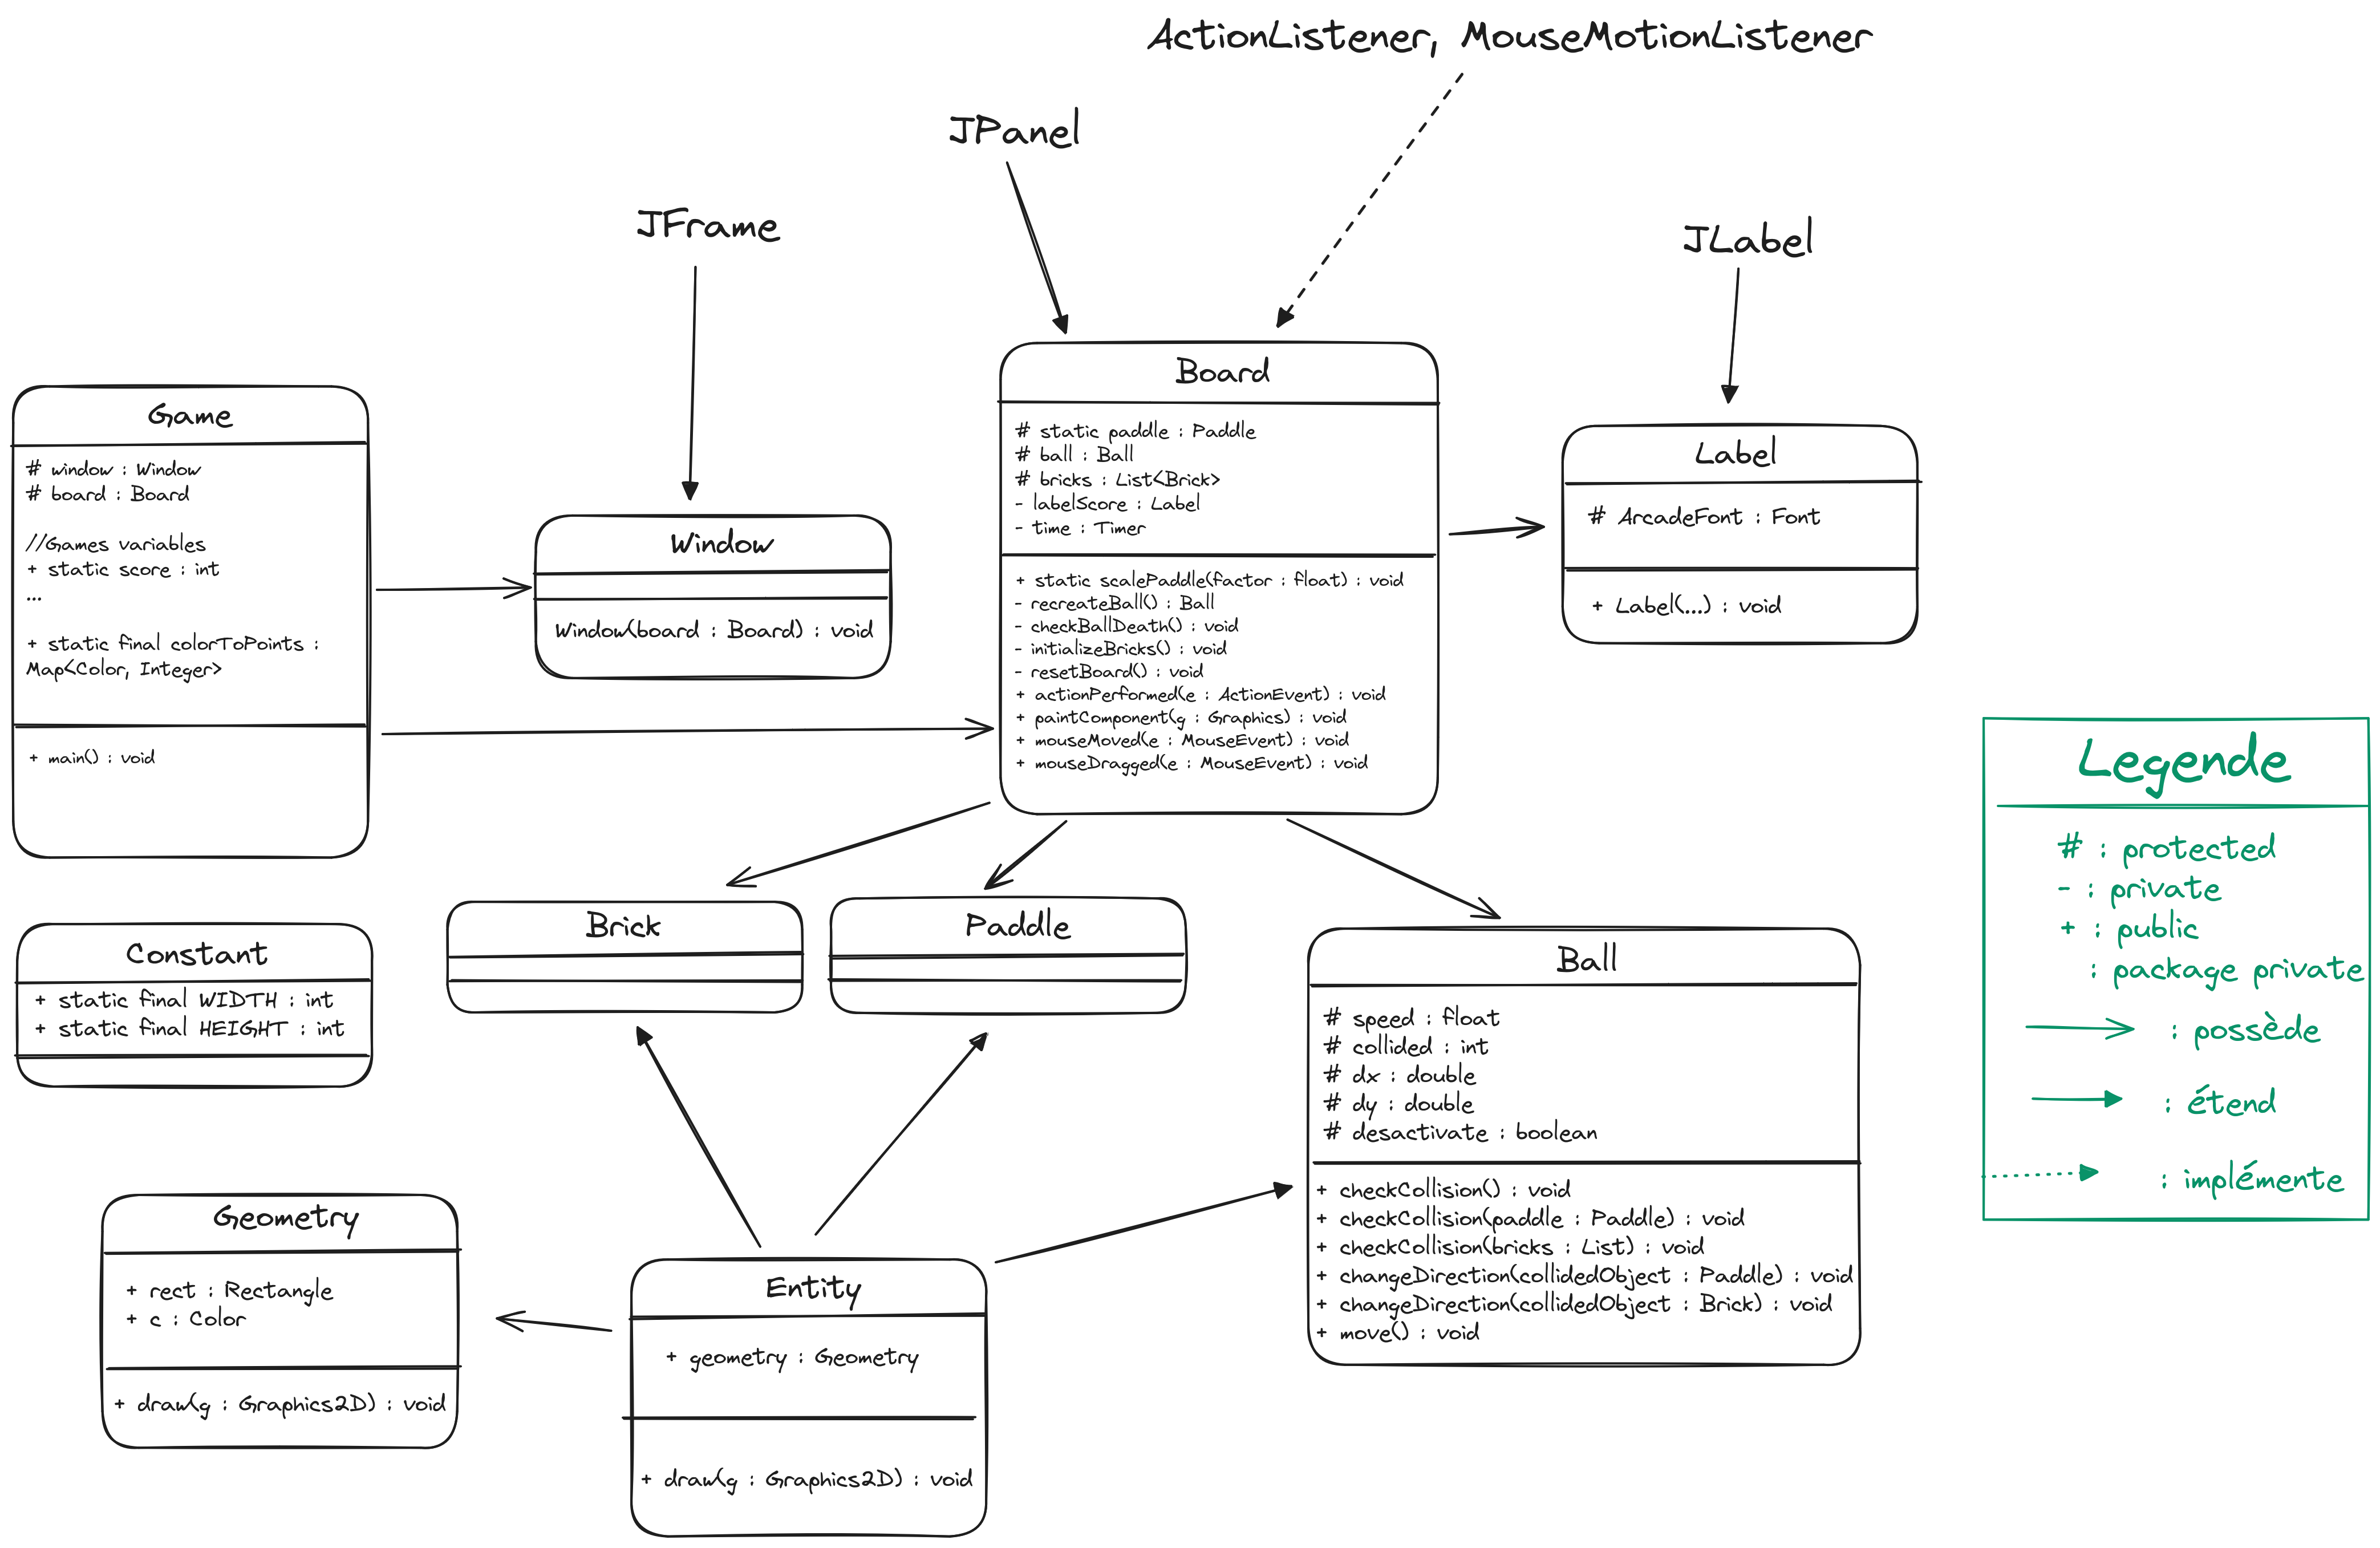 ActionListener, MouseMotionListener
JPanel
JFrame
JLabel
Game
# window : Window
# board : Board
//Games variables
+ static score : int
...
+ static final colorToPoints :
Map<Color, Integer>
+ main() : void
Window
Window(board : Board) : void
Board
# static paddle : Paddle
# ball : Ball
# bricks : List<Brick>
- labelScore : Label
- time : Timer
+ static scalePaddle(factor : float) : void
- recreateBall() : Ball
- checkBallDeath() : void
- initializeBricks() : void
- resetBoard() : void
+ actionPerformed(e : ActionEvent) : void
+ paintComponent(g : Graphics) : void
+ mouseMoved(e : MouseEvent) : void
+ mouseDragged(e : MouseEvent) : void
Label
# ArcadeFont : Font
+ Label(...) : void
Legende
# : protected
- : private
+ : public
: package private
: possède
: étend
: implémente
Constant
+ static final WIDTH : int
+ static final HEIGHT : int
Brick
Paddle
Ball
# speed : float
# collided : int
# dx : double
# dy : double
# desactivate : boolean
+ checkCollision() : void
+ checkCollision(paddle : Paddle) : void
+ checkCollision(bricks : List) : void
+ changeDirection(collidedObject : Paddle) : void
+ changeDirection(collidedObject : Brick) : void
+ move() : void
Geometry
+ rect : Rectangle
+ c : Color
+ draw(g : Graphics2D) : void
Entity
+ geometry : Geometry
+ draw(g : Graphics2D) : void